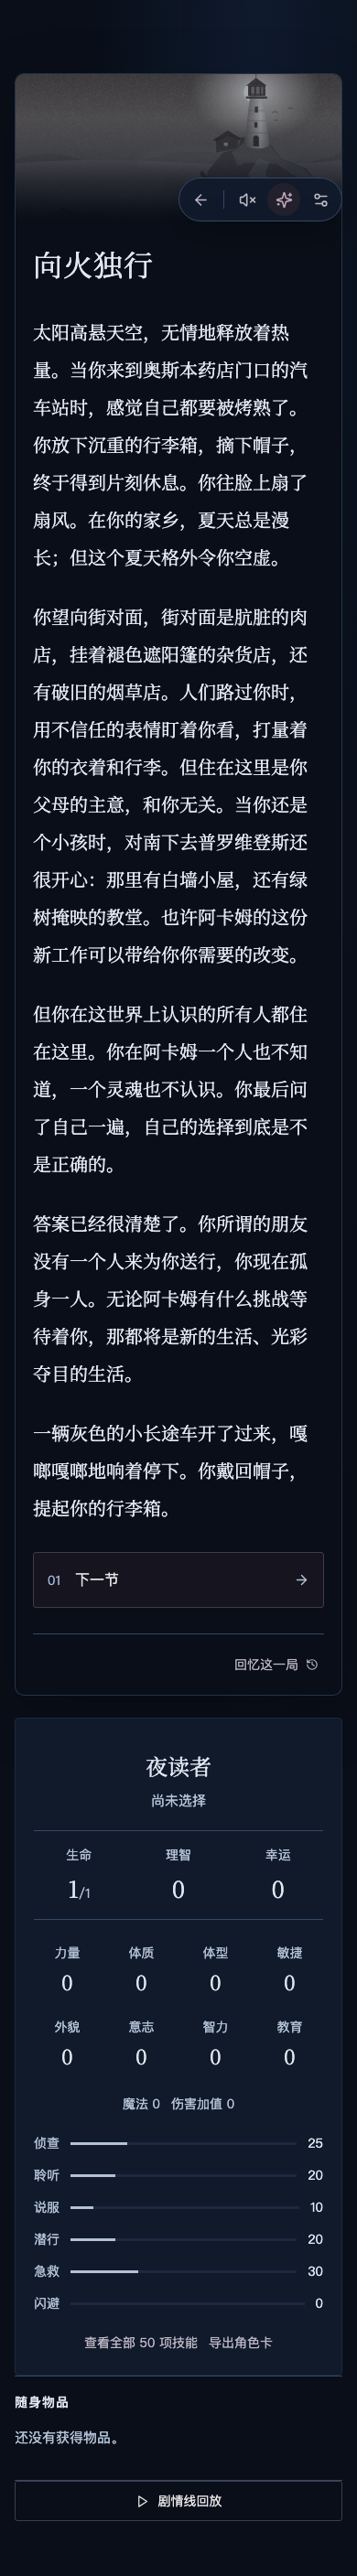 向火独行
太阳高悬天空，无情地释放着热
量。当你来到奥斯本药店门口的汽
车站时，感觉自己都要被烤熟了。
你放下沉重的行李箱，摘下帽子，
终于得到片刻休息。你往脸上扇了
扇风。在你的家乡，夏天总是漫
长；但这个夏天格外令你空虚。
你望向街对面，街对面是肮脏的肉
店，挂着褪色遮阳篷的杂货店，还
有破旧的烟草店。人们路过你时，
用不信任的表情盯着你看，打量着
你的衣着和行李。但住在这里是你
父母的主意，和你无关。当你还是
个小孩时，对南下去普罗维登斯还
很开心：那里有白墙小屋，还有绿
树掩映的教堂。也许阿卡姆的这份
新工作可以带给你你需要的改变。
但你在这世界上认识的所有人都住
在这里。你在阿卡姆一个人也不知
道，一个灵魂也不认识。你最后问
了自己一遍，自己的选择到底是不
是正确的。
答案已经很清楚了。你所谓的朋友
没有一个人来为你送行，你现在孤
身一人。无论阿卡姆有什么挑战等
待着你，那都将是新的生活、光彩
夺目的生活。
一辆灰色的小长途车开了过来，嘎
啷嘎啷地响着停下。你戴回帽子，
提起你的行李箱。
01 下一节
回忆这一局
夜读者
尚未选择
生命 理智 幸运
1/1 0 0
力量 体质 体型 敏捷
0 0 0 0
外貌 意志 智力 教育
0 0 0 0
魔法 0 伤害加值 0
侦查 25
聆听 20
说服 10
潜行 20
急救 30
闪避 0
查看全部 50 项技能 导出角色卡
随身物品
还没有获得物品。
剧情线回放